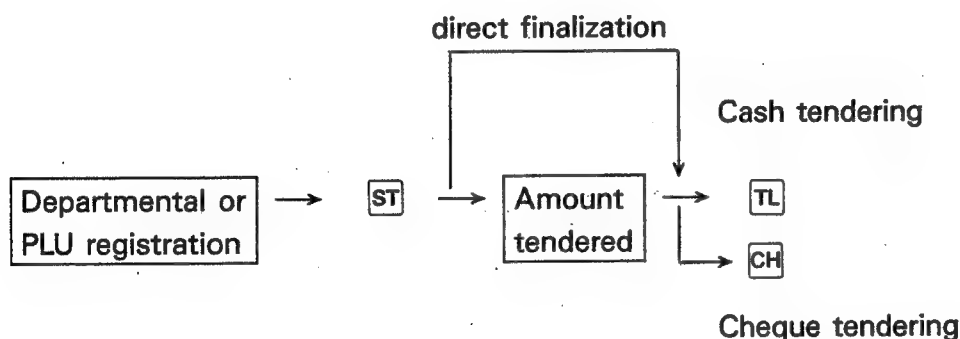 direct finalization
Cash tendering
Departmental or
PLU registration
ST
Amount
tendered
TL
CH
Cheque tendering